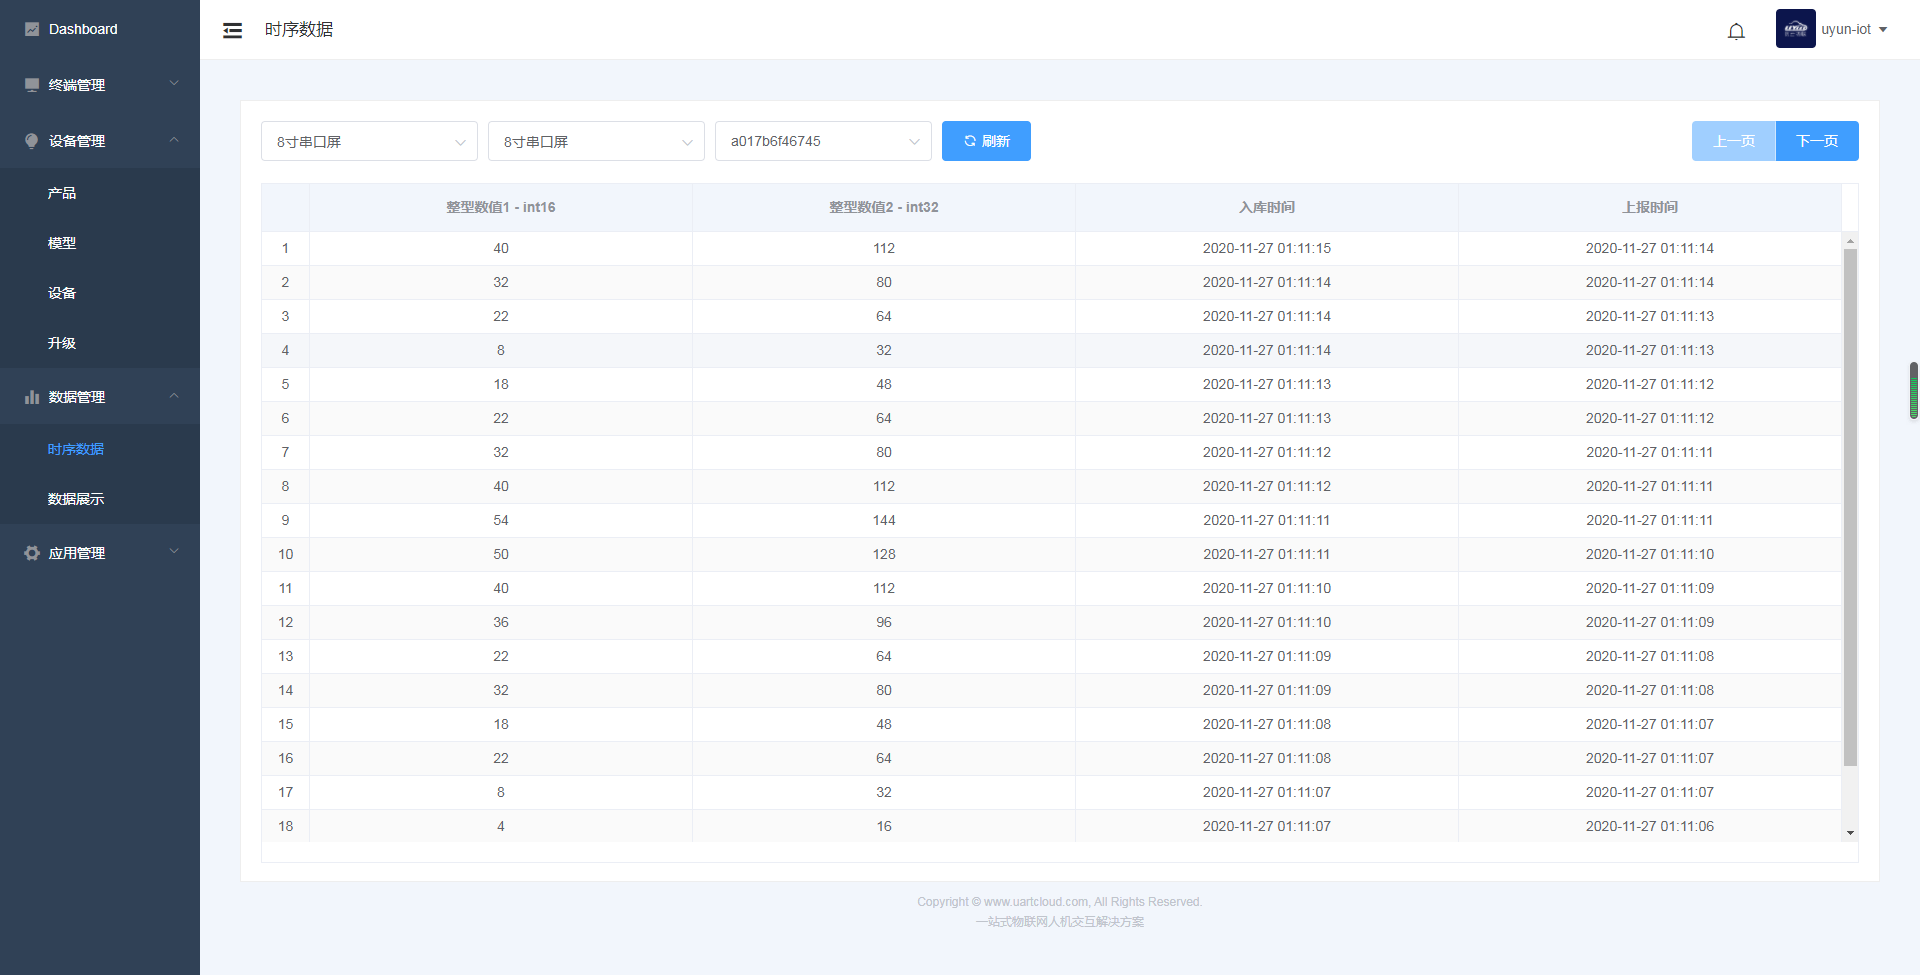 Dashboard
终端管理
设备管理
产品
模型
设备
升级
数据管理
时序数据
数据展示
应用管理
时序数据
uyun-iot
8寸串口屏 8寸串口屏 a017b6f46745 刷新 上一页 下一页
整型数值1 - int16 整型数值2 - int32 入库时间 上报时间
1 40 112 2020-11-27 01:11:15 2020-11-27 01:11:14
2 32 80 2020-11-27 01:11:14 2020-11-27 01:11:14
3 22 64 2020-11-27 01:11:14 2020-11-27 01:11:13
4 8 32 2020-11-27 01:11:14 2020-11-27 01:11:13
5 18 48 2020-11-27 01:11:13 2020-11-27 01:11:12
6 22 64 2020-11-27 01:11:13 2020-11-27 01:11:12
7 32 80 2020-11-27 01:11:12 2020-11-27 01:11:11
8 40 112 2020-11-27 01:11:12 2020-11-27 01:11:11
9 54 144 2020-11-27 01:11:11 2020-11-27 01:11:11
10 50 128 2020-11-27 01:11:11 2020-11-27 01:11:10
11 40 112 2020-11-27 01:11:10 2020-11-27 01:11:09
12 36 96 2020-11-27 01:11:10 2020-11-27 01:11:09
13 22 64 2020-11-27 01:11:09 2020-11-27 01:11:08
14 32 80 2020-11-27 01:11:09 2020-11-27 01:11:08
15 18 48 2020-11-27 01:11:08 2020-11-27 01:11:07
16 22 64 2020-11-27 01:11:08 2020-11-27 01:11:07
17 8 32 2020-11-27 01:11:07 2020-11-27 01:11:07
18 4 16 2020-11-27 01:11:07 2020-11-27 01:11:06
Copyright © www.uartcloud.com, All Rights Reserved.
一站式物联网人机交互解决方案